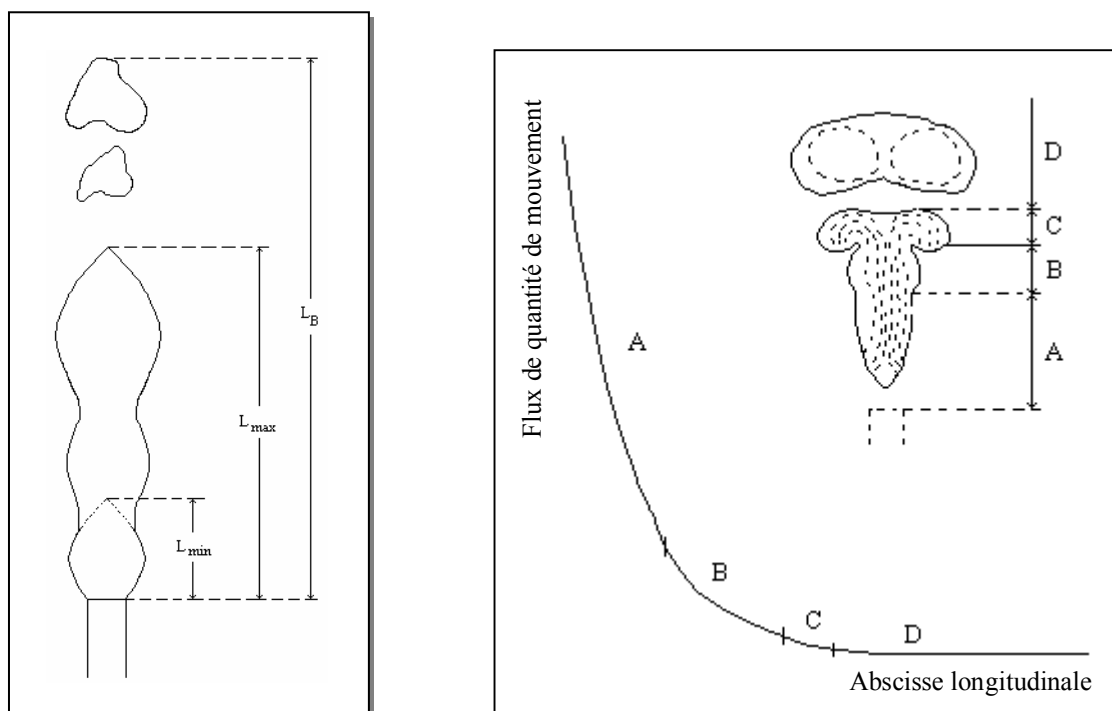 L_B
L_max
L_min
Flux de quantité de mouvement
A
B
C
D
D
C
B
A
Abscisse longitudinale